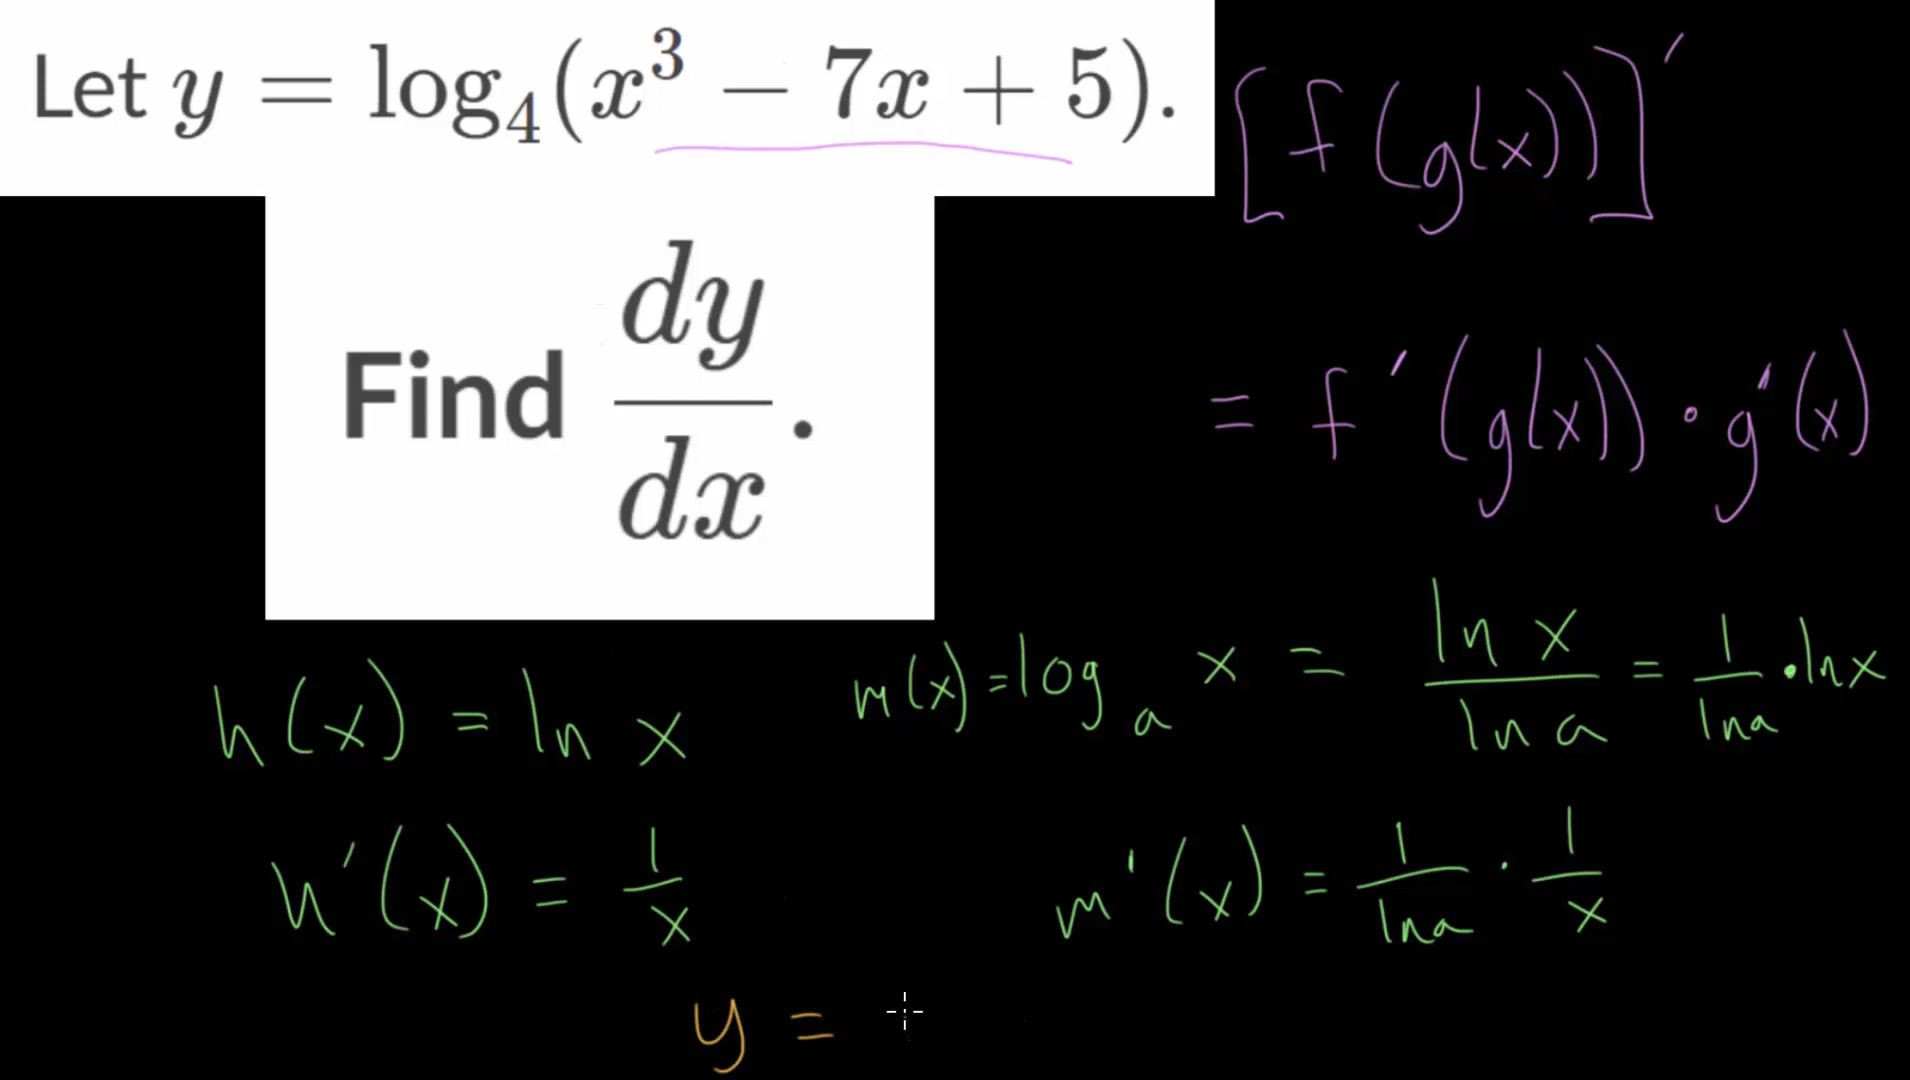 Let y = log₄(x³ − 7x + 5).
[f(g(x))]′
Find dy/dx.
= f′(g(x)) · g′(x)
h(x) = ln x
m(x) = logₐ x = ln x / ln a = 1/ln a · ln x
h′(x) = 1/x
m′(x) = 1/ln a · 1/x
y =